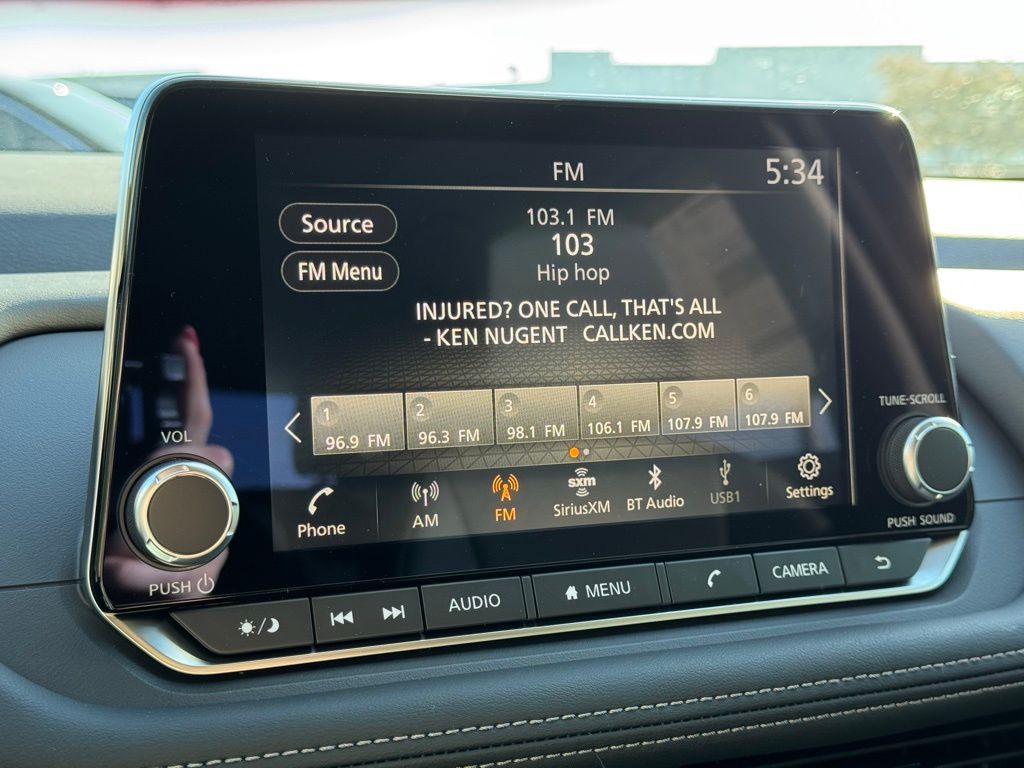 FM 5:34
Source
FM Menu
103.1 FM
103
Hip hop
INJURED? ONE CALL, THAT'S ALL
- KEN NUGENT CALLKEN.COM
1 2 3 4 5 6
96.9 FM 96.3 FM 98.1 FM 106.1 FM 107.9 FM 107.9 FM
Phone AM FM sxm SiriusXM BT Audio USB1 Settings
VOL
PUSH
TUNE-SCROLL
PUSH SOUND
AUDIO MENU CAMERA